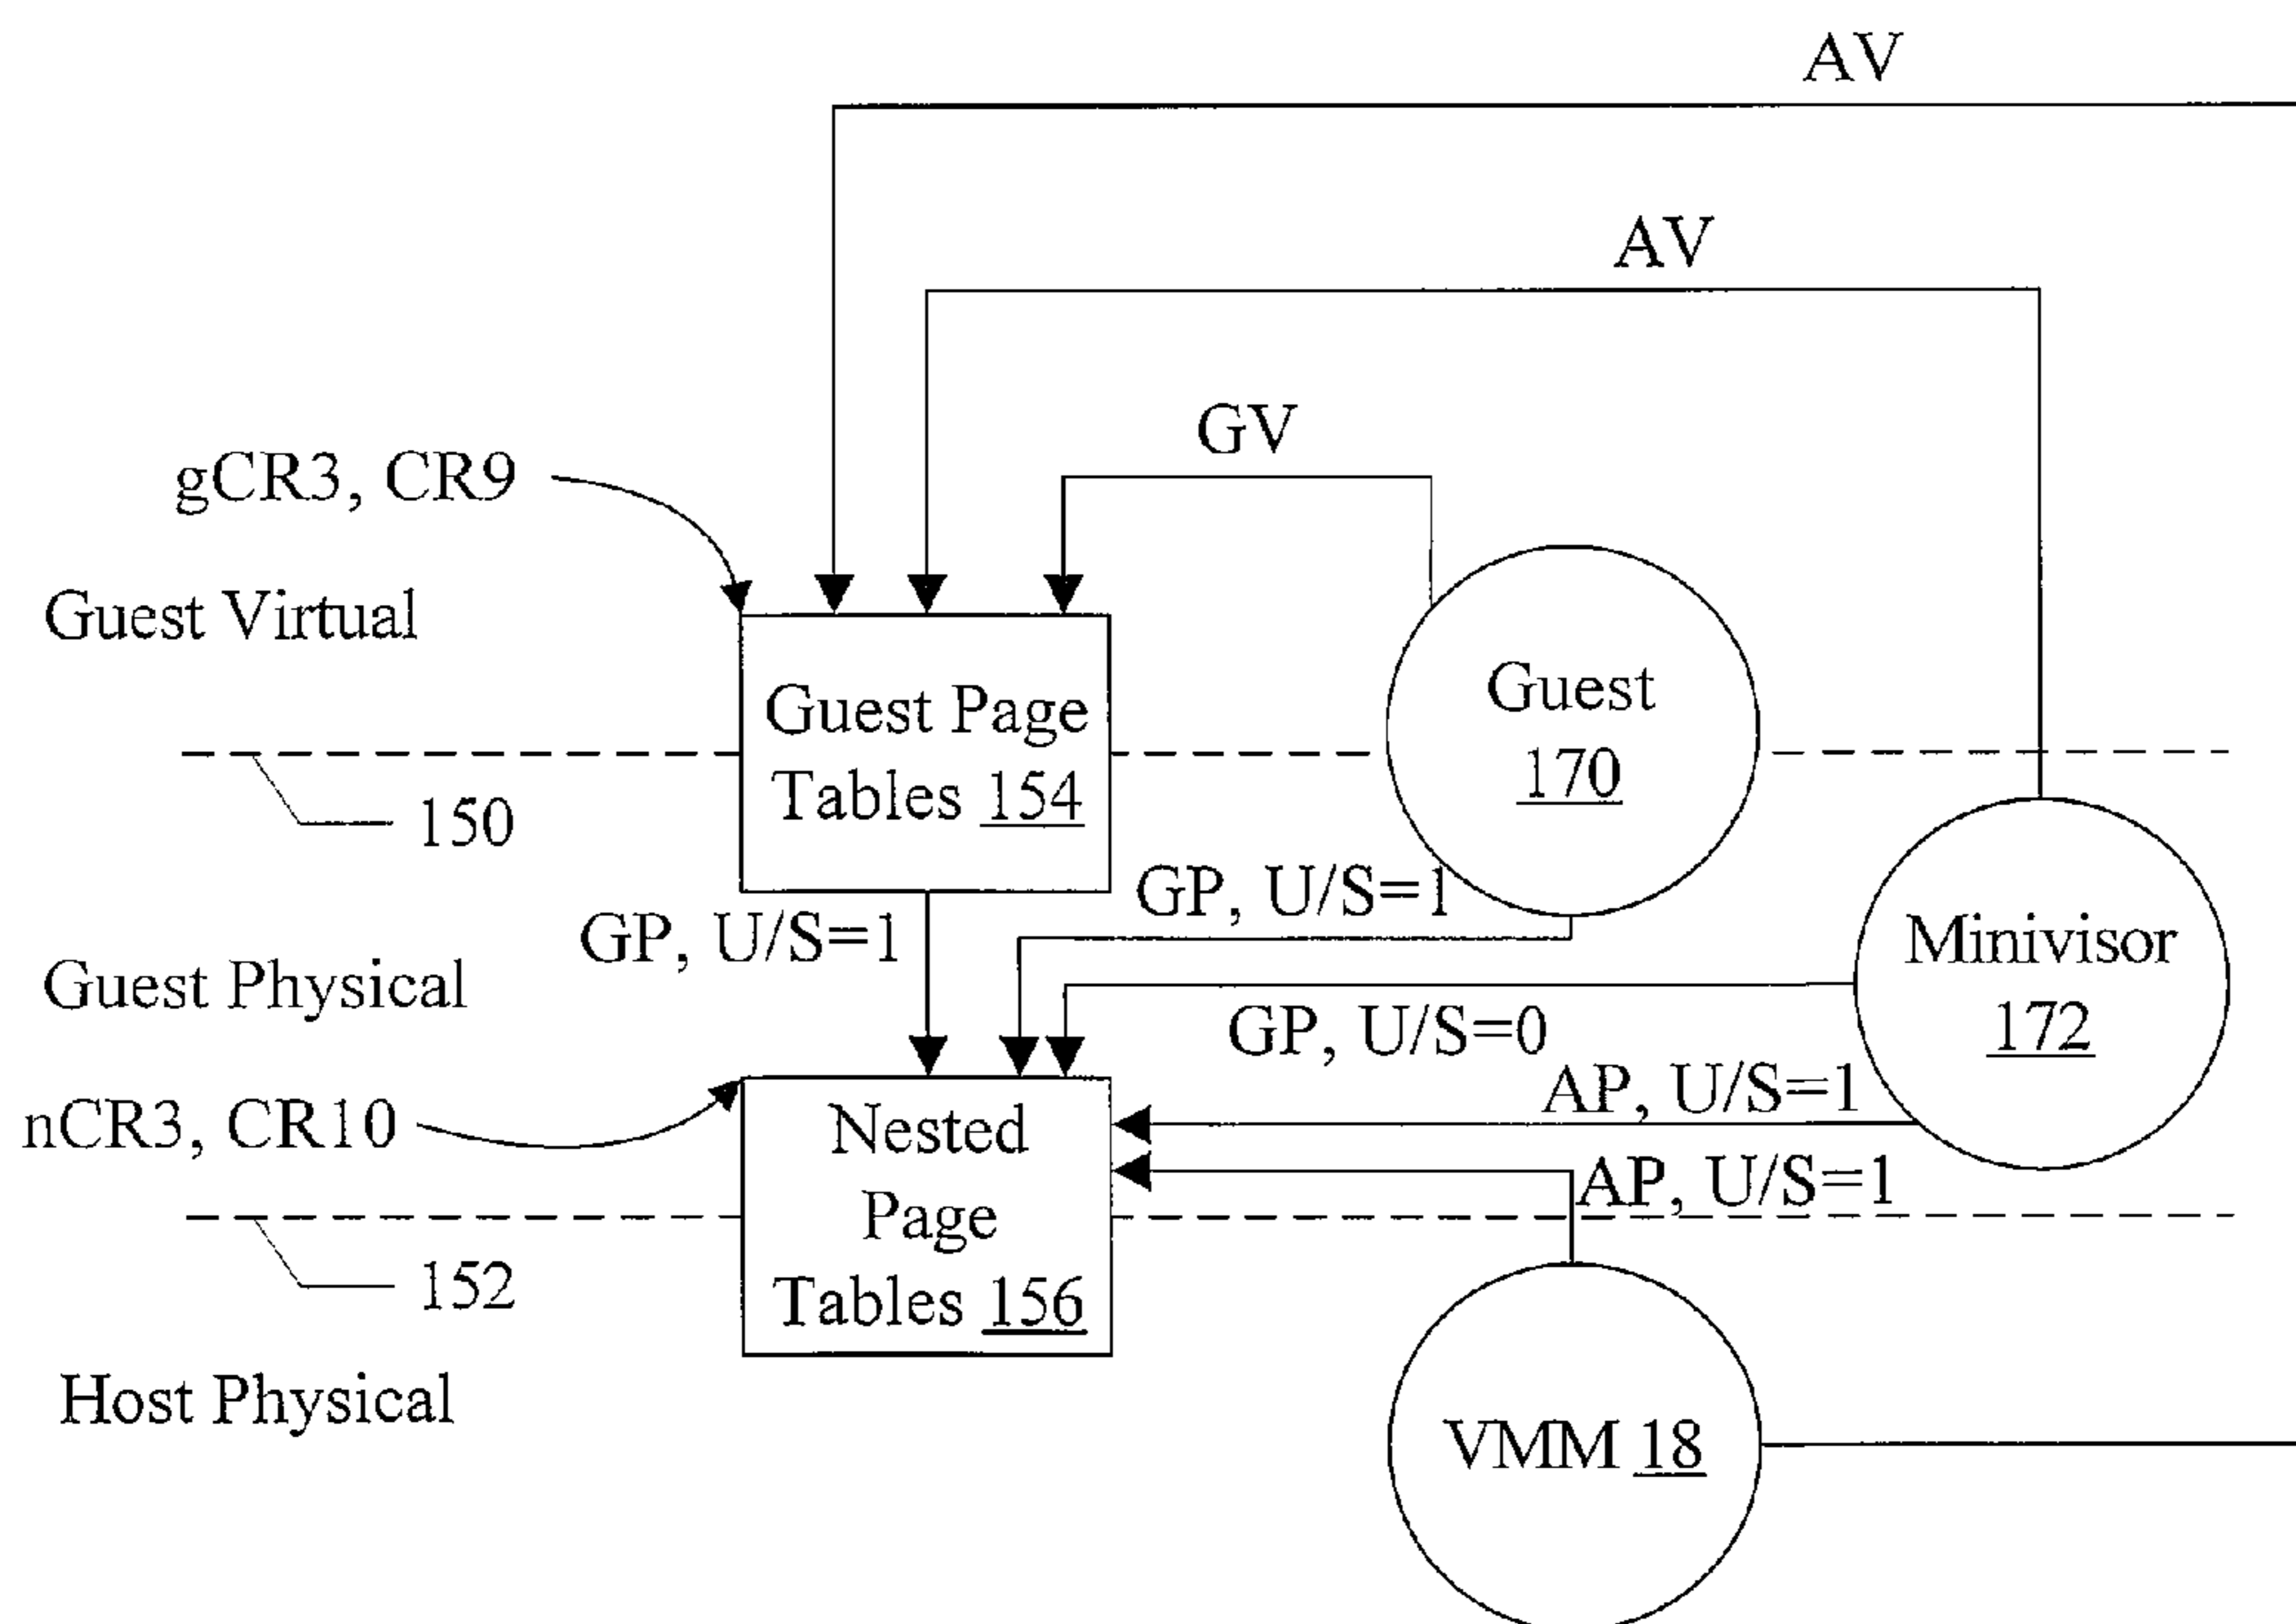 AV
AV
GV
gCR3, CR9
Guest Virtual
Guest Page
Tables 154
Guest
170
150
GP, U/S=1
GP, U/S=1
Minivisor
172
Guest Physical
GP, U/S=0
nCR3, CR10
AP, U/S=1
Nested
Page
Tables 156
AP, U/S=1
152
Host Physical
VMM 18